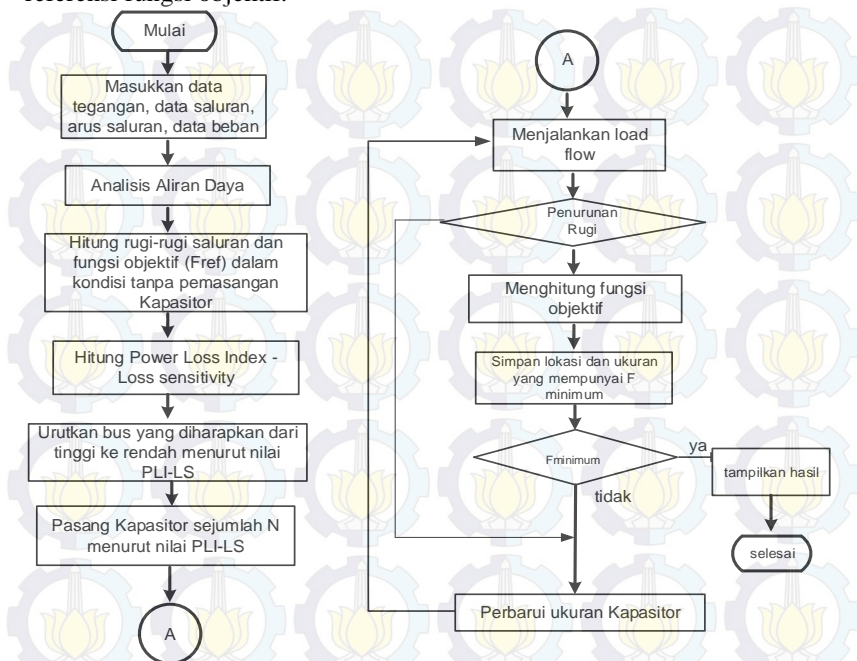 referensi fungsi objektif.
Mulai
Masukkan data
tegangan, data saluran,
arus saluran, data beban
Analisis Aliran Daya
Hitung rugi-rugi saluran dan
fungsi objektif (Fref) dalam
kondisi tanpa pemasangan
Kapasitor
Hitung Power Loss Index -
Loss sensitivity
Urutkan bus yang diharapkan dari
tinggi ke rendah menurut nilai
PLI-LS
Pasang Kapasitor sejumlah N
menurut nilai PLI-LS
A
A
Menjalankan load
flow
Penurunan
Rugi
Menghitung fungsi
objektif
Simpan lokasi dan ukuran
yang mempunyai F
minimum
Fminimum
ya
tampilkan hasil
tidak
selesai
Perbarui ukuran Kapasitor